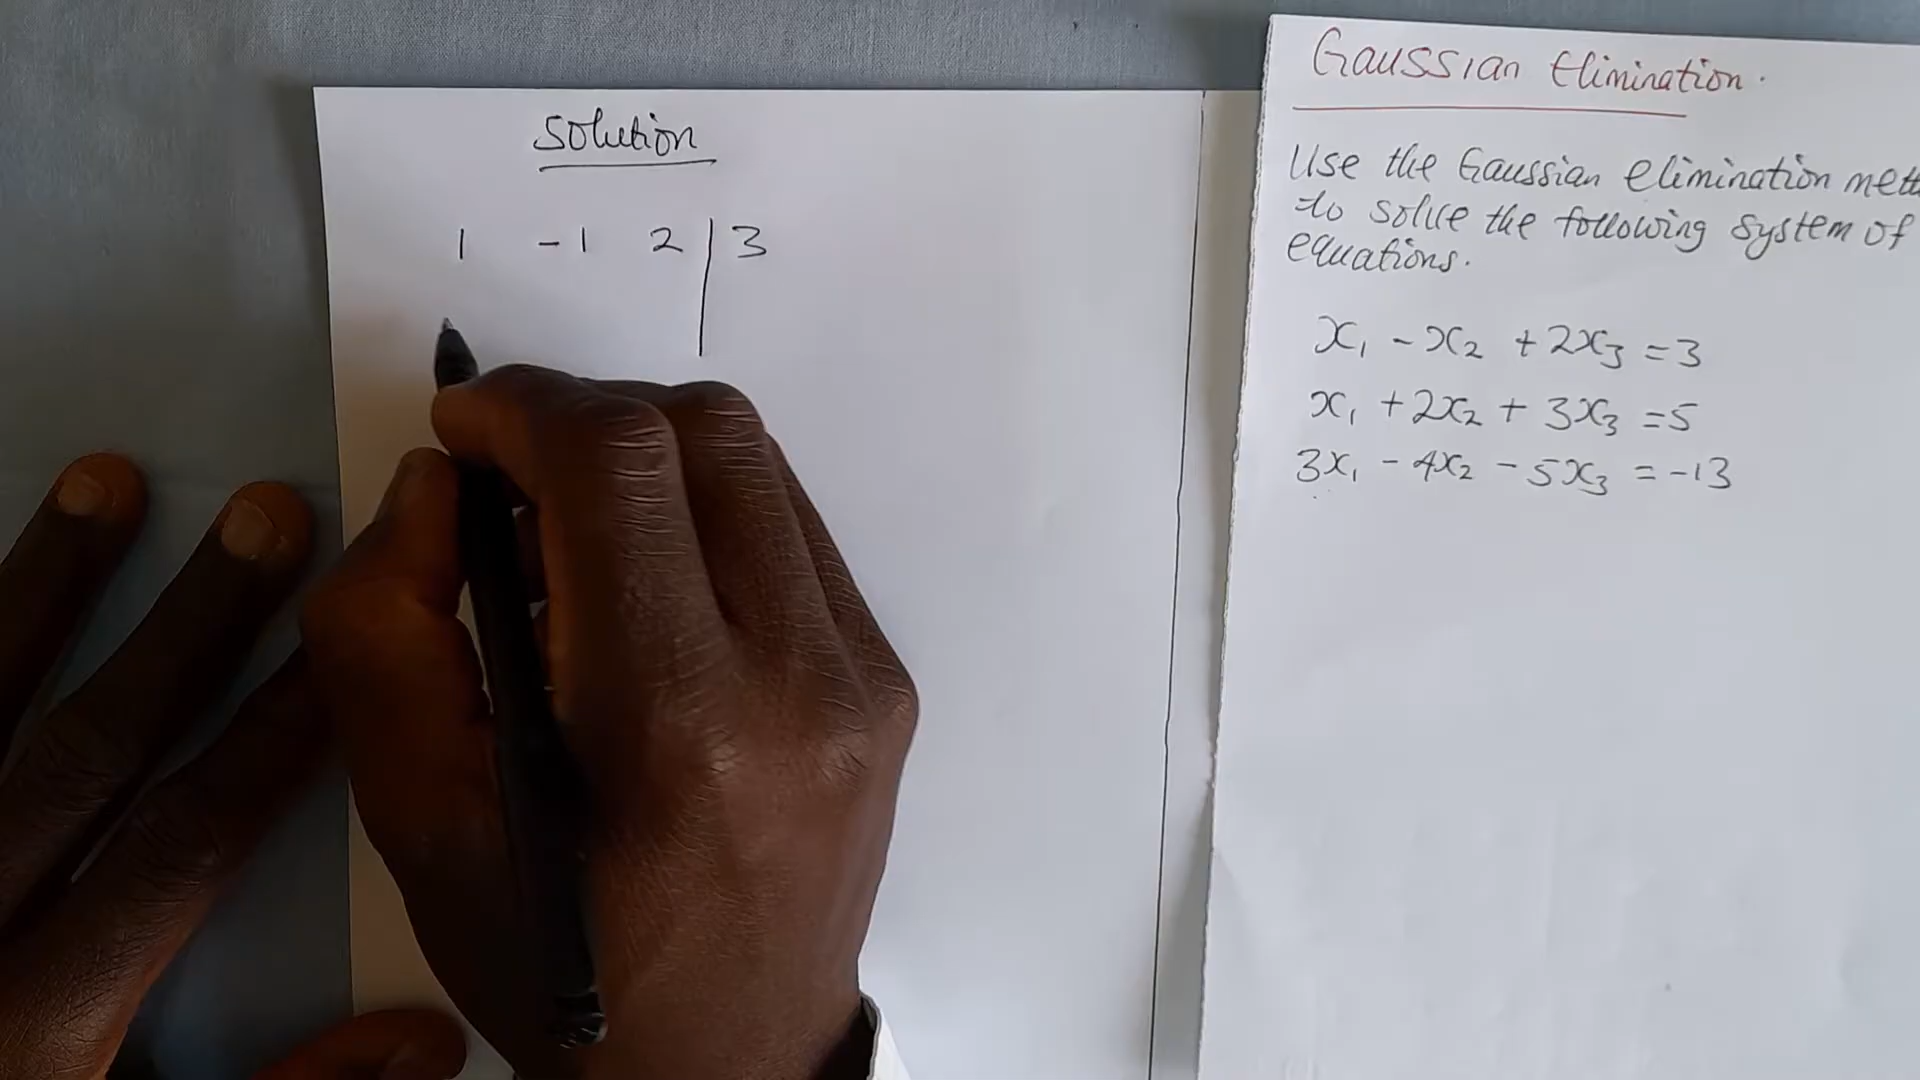 Solution
1 -1 2 | 3
Gaussian Elimination.
Use the Gaussian elimination
to solve the following system of
equations.
x₁ - x₂ + 2x₃ = 3
x₁ + 2x₂ + 3x₃ = 5
3x₁ - 4x₂ - 5x₃ = -13